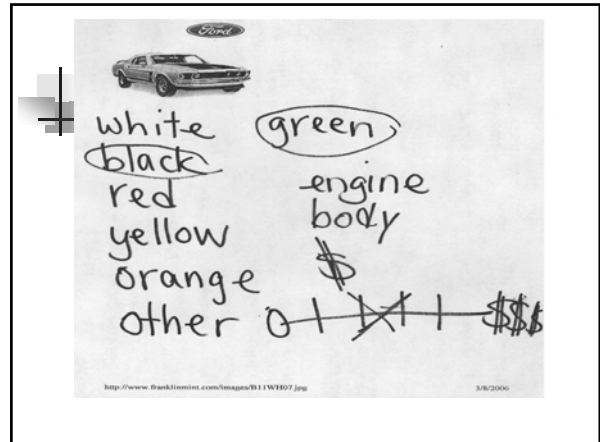 Ford
white green
black
red engine
yellow body
orange $
other 0 $$$
http://www.franklinmint.com/images/B11WH07.jpg 3/8/2006